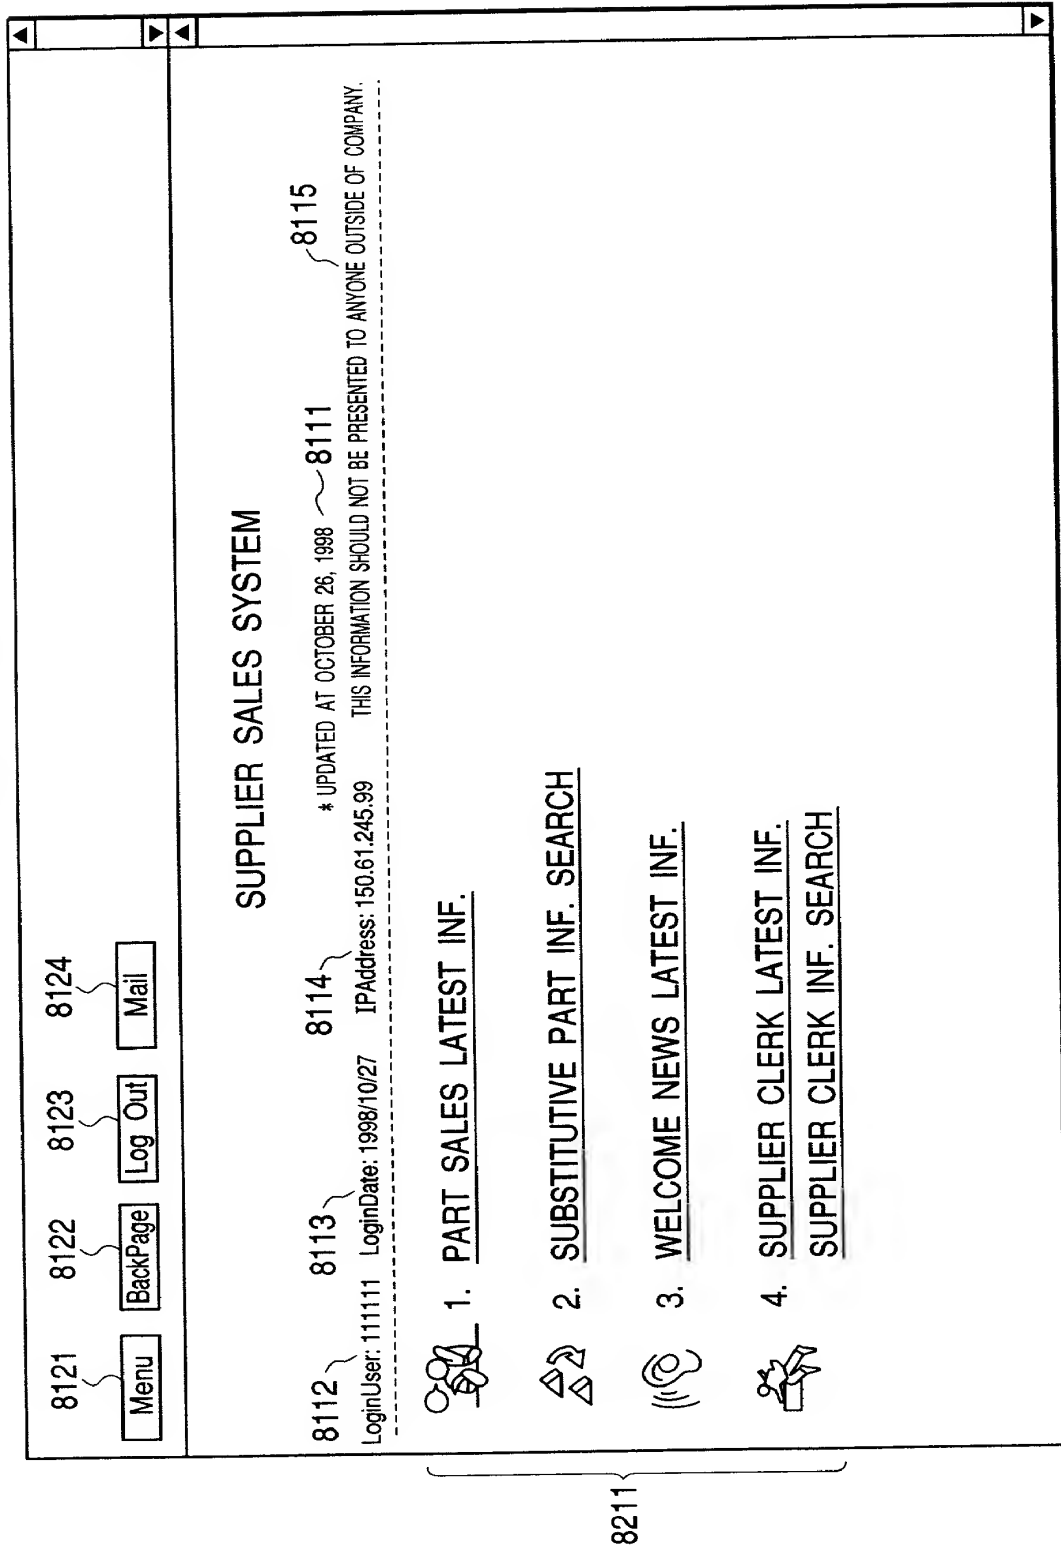 8121 8122 8123 8124
Menu BackPage Log Out Mail
SUPPLIER SALES SYSTEM
* UPDATED AT OCTOBER 26, 1998 8111
8112 8113 8114 8115
LoginUser: 111111 LoginDate: 1998/10/27 IPAddress: 150.61.245.99 THIS INFORMATION SHOULD NOT BE PRESENTED TO ANYONE OUTSIDE OF COMPANY.
1. PART SALES LATEST INF.
2. SUBSTITUTIVE PART INF. SEARCH
3. WELCOME NEWS LATEST INF.
4. SUPPLIER CLERK LATEST INF.
SUPPLIER CLERK INF. SEARCH
8211